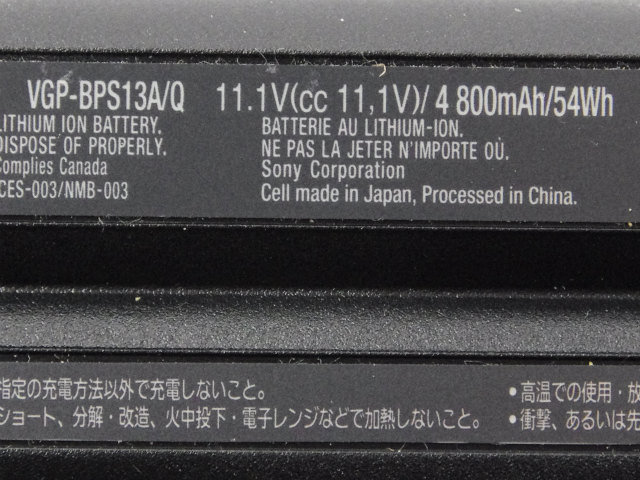 VGP-BPS13A/Q 11.1V(cc 11,1V)/ 4 800mAh/54Wh
LITHIUM ION BATTERY.
DISPOSE OF PROPERLY.
Complies Canada
ICES-003/NMB-003
BATTERIE AU LITHIUM-ION.
NE PAS LA JETER N'IMPORTE OÙ.
Sony Corporation
Cell made in Japan, Processed in China.
指定の充電方法以外で充電しないこと。
ショート、分解・改造、火中投下・電子レンジなどで加熱しないこと。
•高温での使用・放
•衝撃、あるいは先